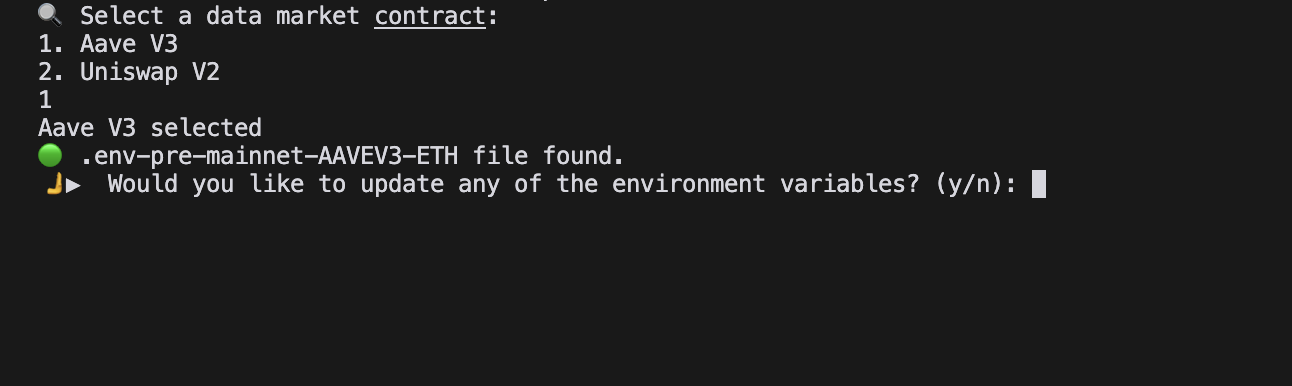 🔍 Select a data market contract:
1. Aave V3
2. Uniswap V2
1
Aave V3 selected
🟢 .env-pre-mainnet-AAVEV3-ETH file found.
🫸▶ Would you like to update any of the environment variables? (y/n):